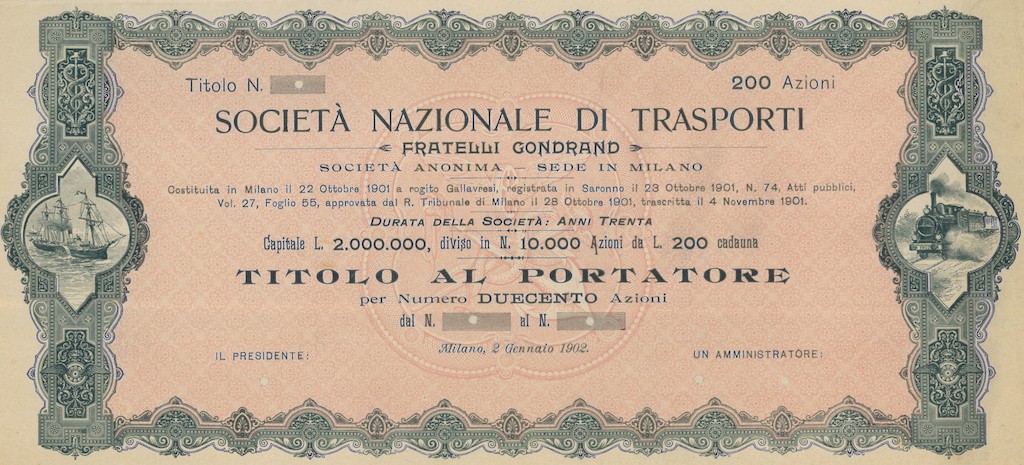 Titolo N.
200 Azioni
SOCIETÀ NAZIONALE DI TRASPORTI
FRATELLI GONDRAND
SOCIETÀ ANONIMA – SEDE IN MILANO
Costituita in Milano il 22 Ottobre 1901 a rogito Gallavresi, registrata in Saronno il 23 Ottobre 1901, N. 74, Atti pubblici,
Vol. 27, Foglio 55, approvata dal R. Tribunale di Milano il 28 Ottobre 1901, trascritta il 4 Novembre 1901.
DURATA DELLA SOCIETÀ: ANNI TRENTA
Capitale L. 2.000.000, diviso in N. 10.000 Azioni da L. 200 cadauna
TITOLO AL PORTATORE
per Numero DUECENTO Azioni
dal N. al N.
Milano, 2 Gennaio 1902.
IL PRESIDENTE:
UN AMMINISTRATORE: